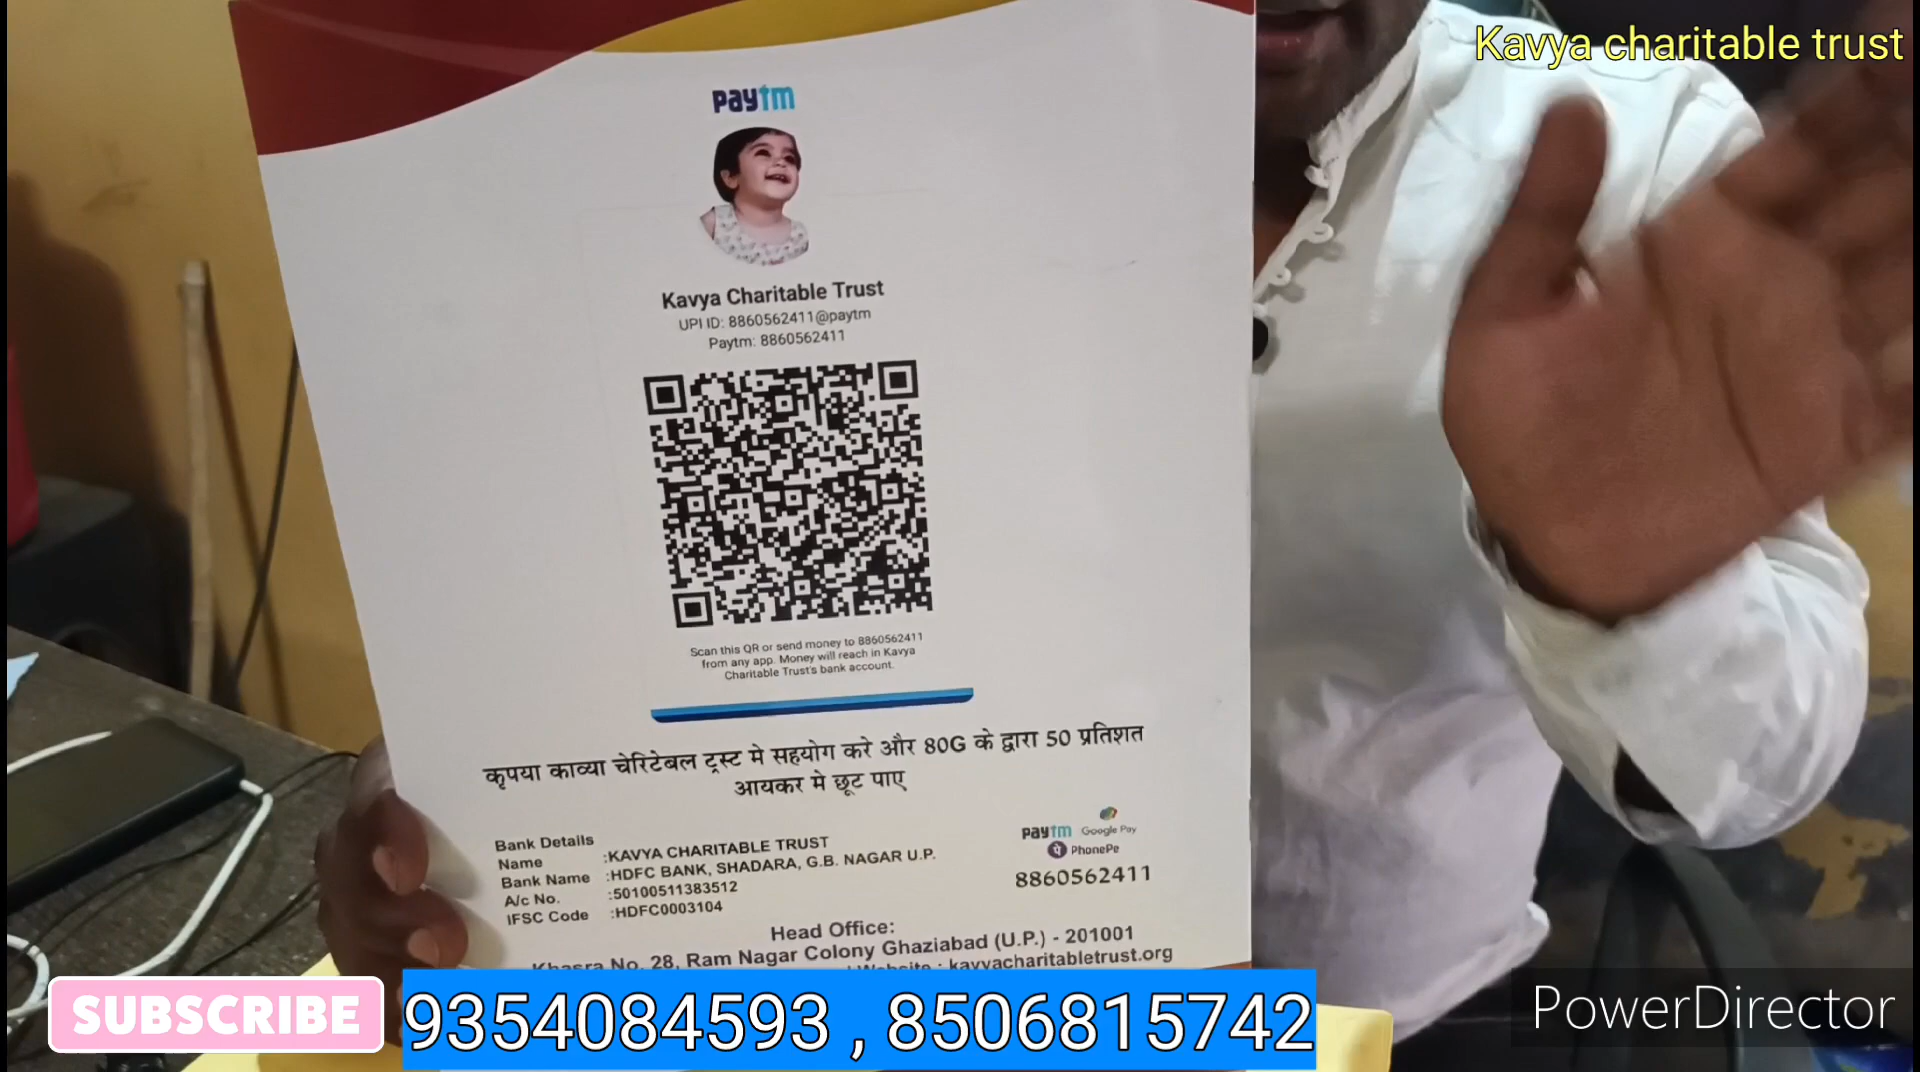 Kavya charitable trust
paytm
Kavya Charitable Trust
UPI ID: 8860562411@paytm
Paytm: 8860562411
Scan this QR or send money to 8860562411
from any app. Money will reach in Kavya
Charitable Trust's bank account.
कृपया काव्या चेरिटेबल ट्रस्ट मे सहयोग करे और 80G के द्वारा 50 प्रतिशत
आयकर मे छूट पाए
Bank Details
Name :KAVYA CHARITABLE TRUST
Bank Name :HDFC BANK, SHADARA, G.B. NAGAR U.P.
A/c No. :50100511383512
IFSC Code :HDFC0003104
paytm Google Pay
PhonePe
8860562411
Head Office:
Khasra No. 28, Ram Nagar Colony Ghaziabad (U.P.) - 201001
Website : kavyacharitabletrust.org
SUBSCRIBE
9354084593 , 8506815742
PowerDirector